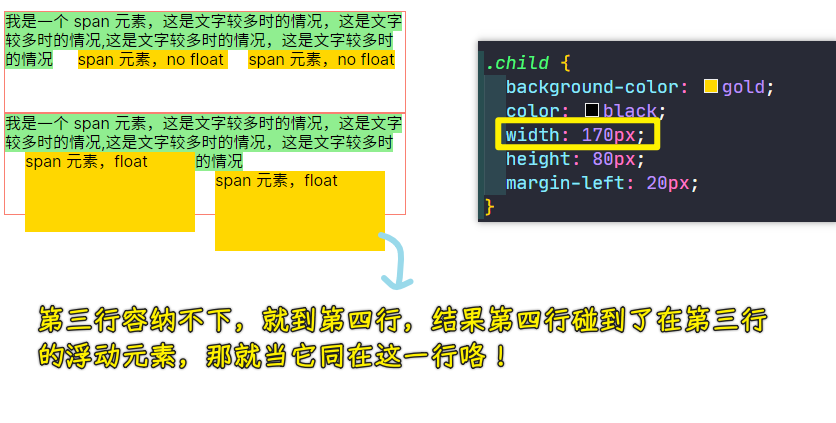 我是一个 span 元素，这是文字较多时的情况，这是文字
较多时的情况,这是文字较多时的情况，这是文字较多时
的情况 span 元素，no float span 元素，no float
我是一个 span 元素，这是文字较多时的情况，这是文字
较多时的情况,这是文字较多时的情况，这是文字较多时
span 元素，float 的情况
span 元素，float
.child {
background-color: gold;
color: black;
width: 170px;
height: 80px;
margin-left: 20px;
}
第三行容纳不下，就到第四行，结果第四行碰到了在第三行
的浮动元素，那就当它同在这一行咯！